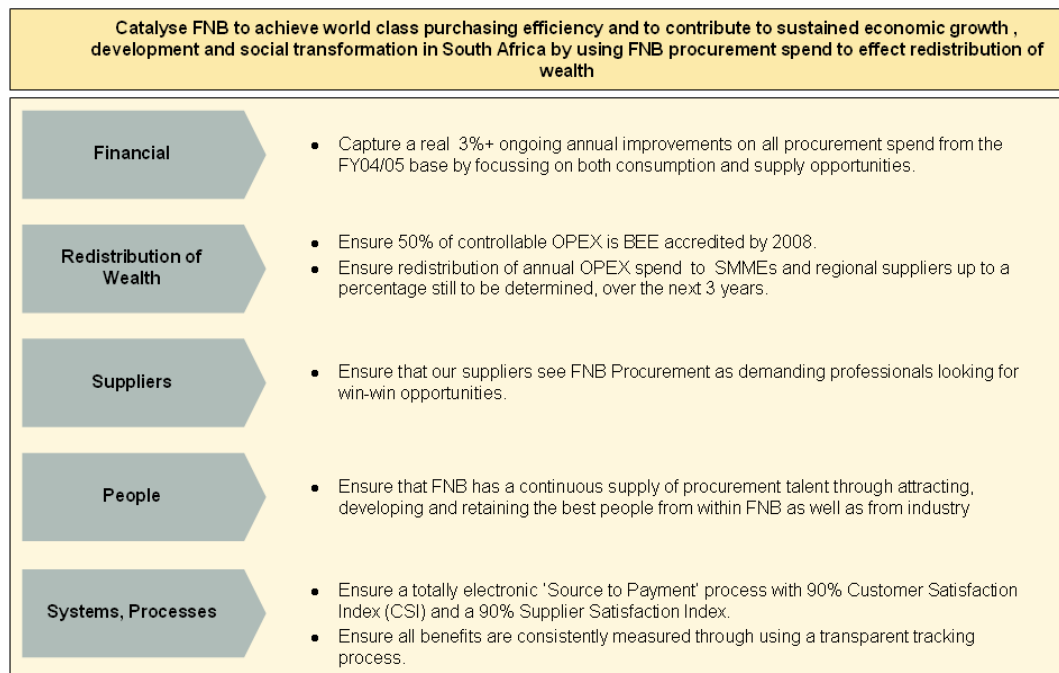 Catalyse FNB to achieve world class purchasing efficiency and to contribute to sustained economic growth ,
development and social transformation in South Africa by using FNB procurement spend to effect redistribution of
wealth
Financial
• Capture a real 3%+ ongoing annual improvements on all procurement spend from the
FY04/05 base by focussing on both consumption and supply opportunities.
Redistribution of
Wealth
• Ensure 50% of controllable OPEX is BEE accredited by 2008.
• Ensure redistribution of annual OPEX spend to SMMEs and regional suppliers up to a
percentage still to be determined, over the next 3 years.
Suppliers
• Ensure that our suppliers see FNB Procurement as demanding professionals looking for
win-win opportunities.
People
• Ensure that FNB has a continuous supply of procurement talent through attracting,
developing and retaining the best people from within FNB as well as from industry
Systems, Processes
• Ensure a totally electronic 'Source to Payment' process with 90% Customer Satisfaction
Index (CSI) and a 90% Supplier Satisfaction Index.
• Ensure all benefits are consistently measured through using a transparent tracking
process.